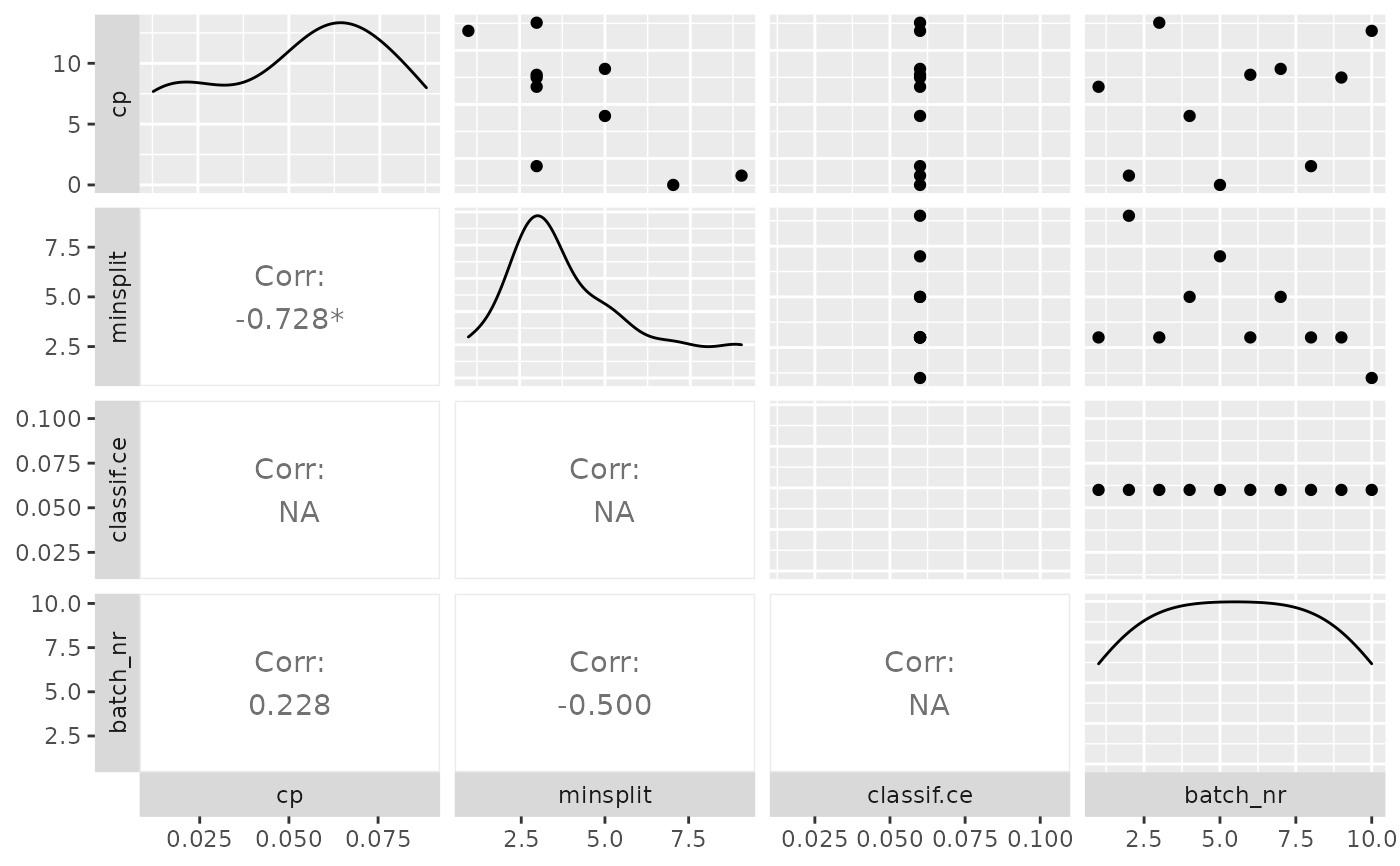 cp
10
5
0
minsplit
7.5
5.0
2.5
Corr:
-0.728*
classif.ce
0.100
0.075
0.050
0.025
Corr:
NA
Corr:
NA
batch_nr
10.0
7.5
5.0
2.5
Corr:
0.228
Corr:
-0.500
Corr:
NA
cp
minsplit
classif.ce
batch_nr
0.025 0.050 0.075
2.5 5.0 7.5
0.025 0.050 0.075 0.100
2.5 5.0 7.5 10.0